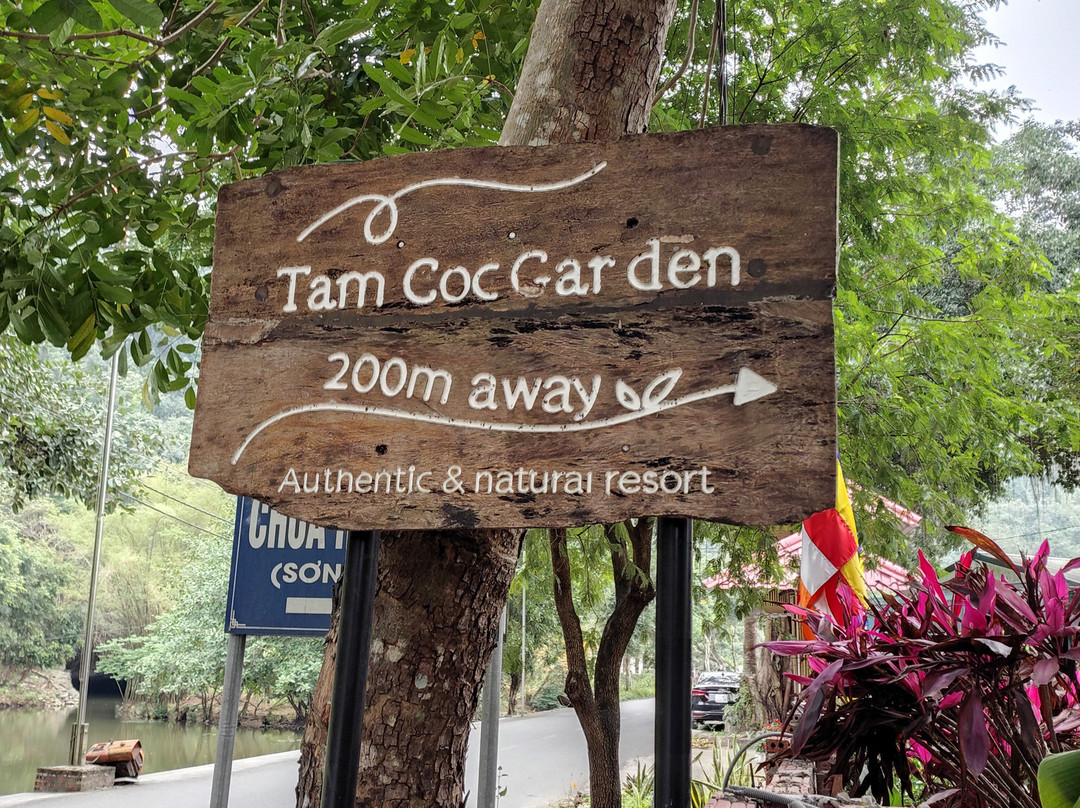 Tam Coc Garden
200m away
Authentic & natural resort
CHÙA
(SƠN